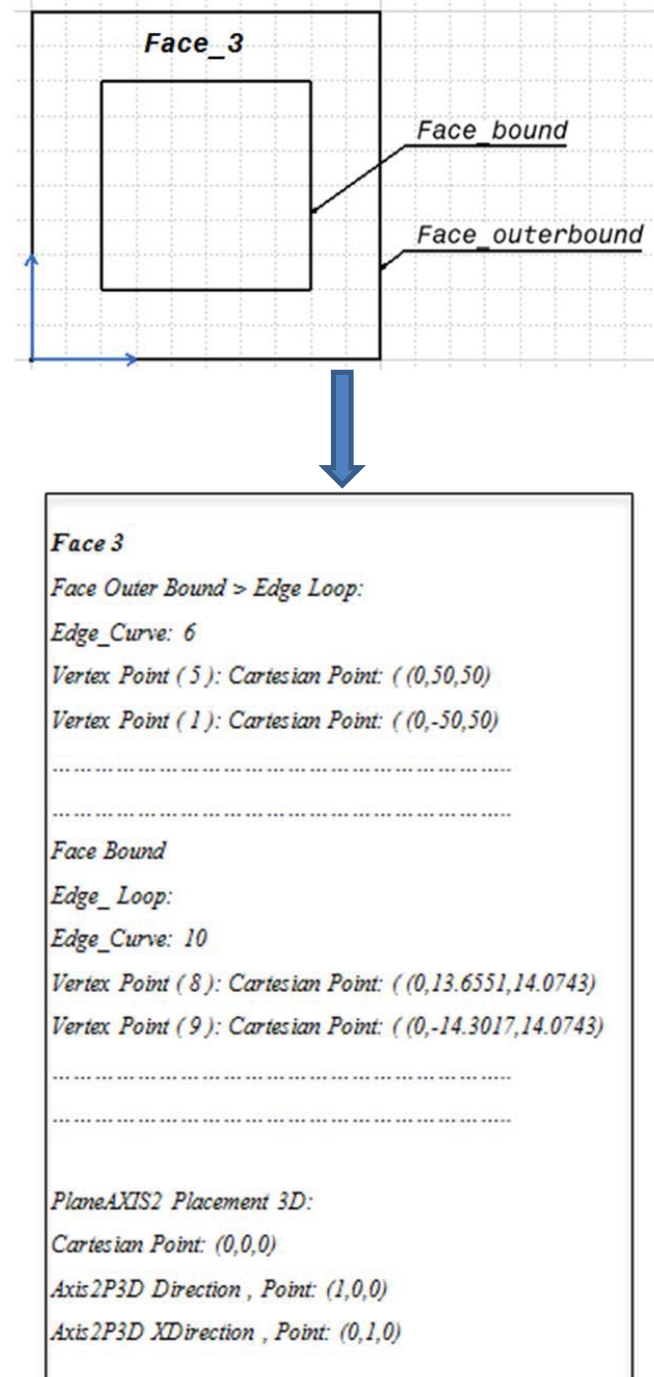 Face_3
Face_bound
Face_outerbound
Face 3
Face Outer Bound > Edge Loop:
Edge_Curve: 6
Vertex Point ( 5 ): Cartesian Point: ( (0,50,50)
Vertex Point ( 1 ): Cartesian Point: ( (0,-50,50)
………………………………………………………..
………………………………………………………..
Face Bound
Edge_ Loop:
Edge_Curve: 10
Vertex Point ( 8 ): Cartesian Point: ( (0,13.6551,14.0743)
Vertex Point ( 9 ): Cartesian Point: ( (0,-14.3017,14.0743)
………………………………………………………..
………………………………………………………..
PlaneAXIS2 Placement 3D:
Cartesian Point: (0,0,0)
Axis2P3D Direction , Point: (1,0,0)
Axis2P3D XDirection , Point: (0,1,0)